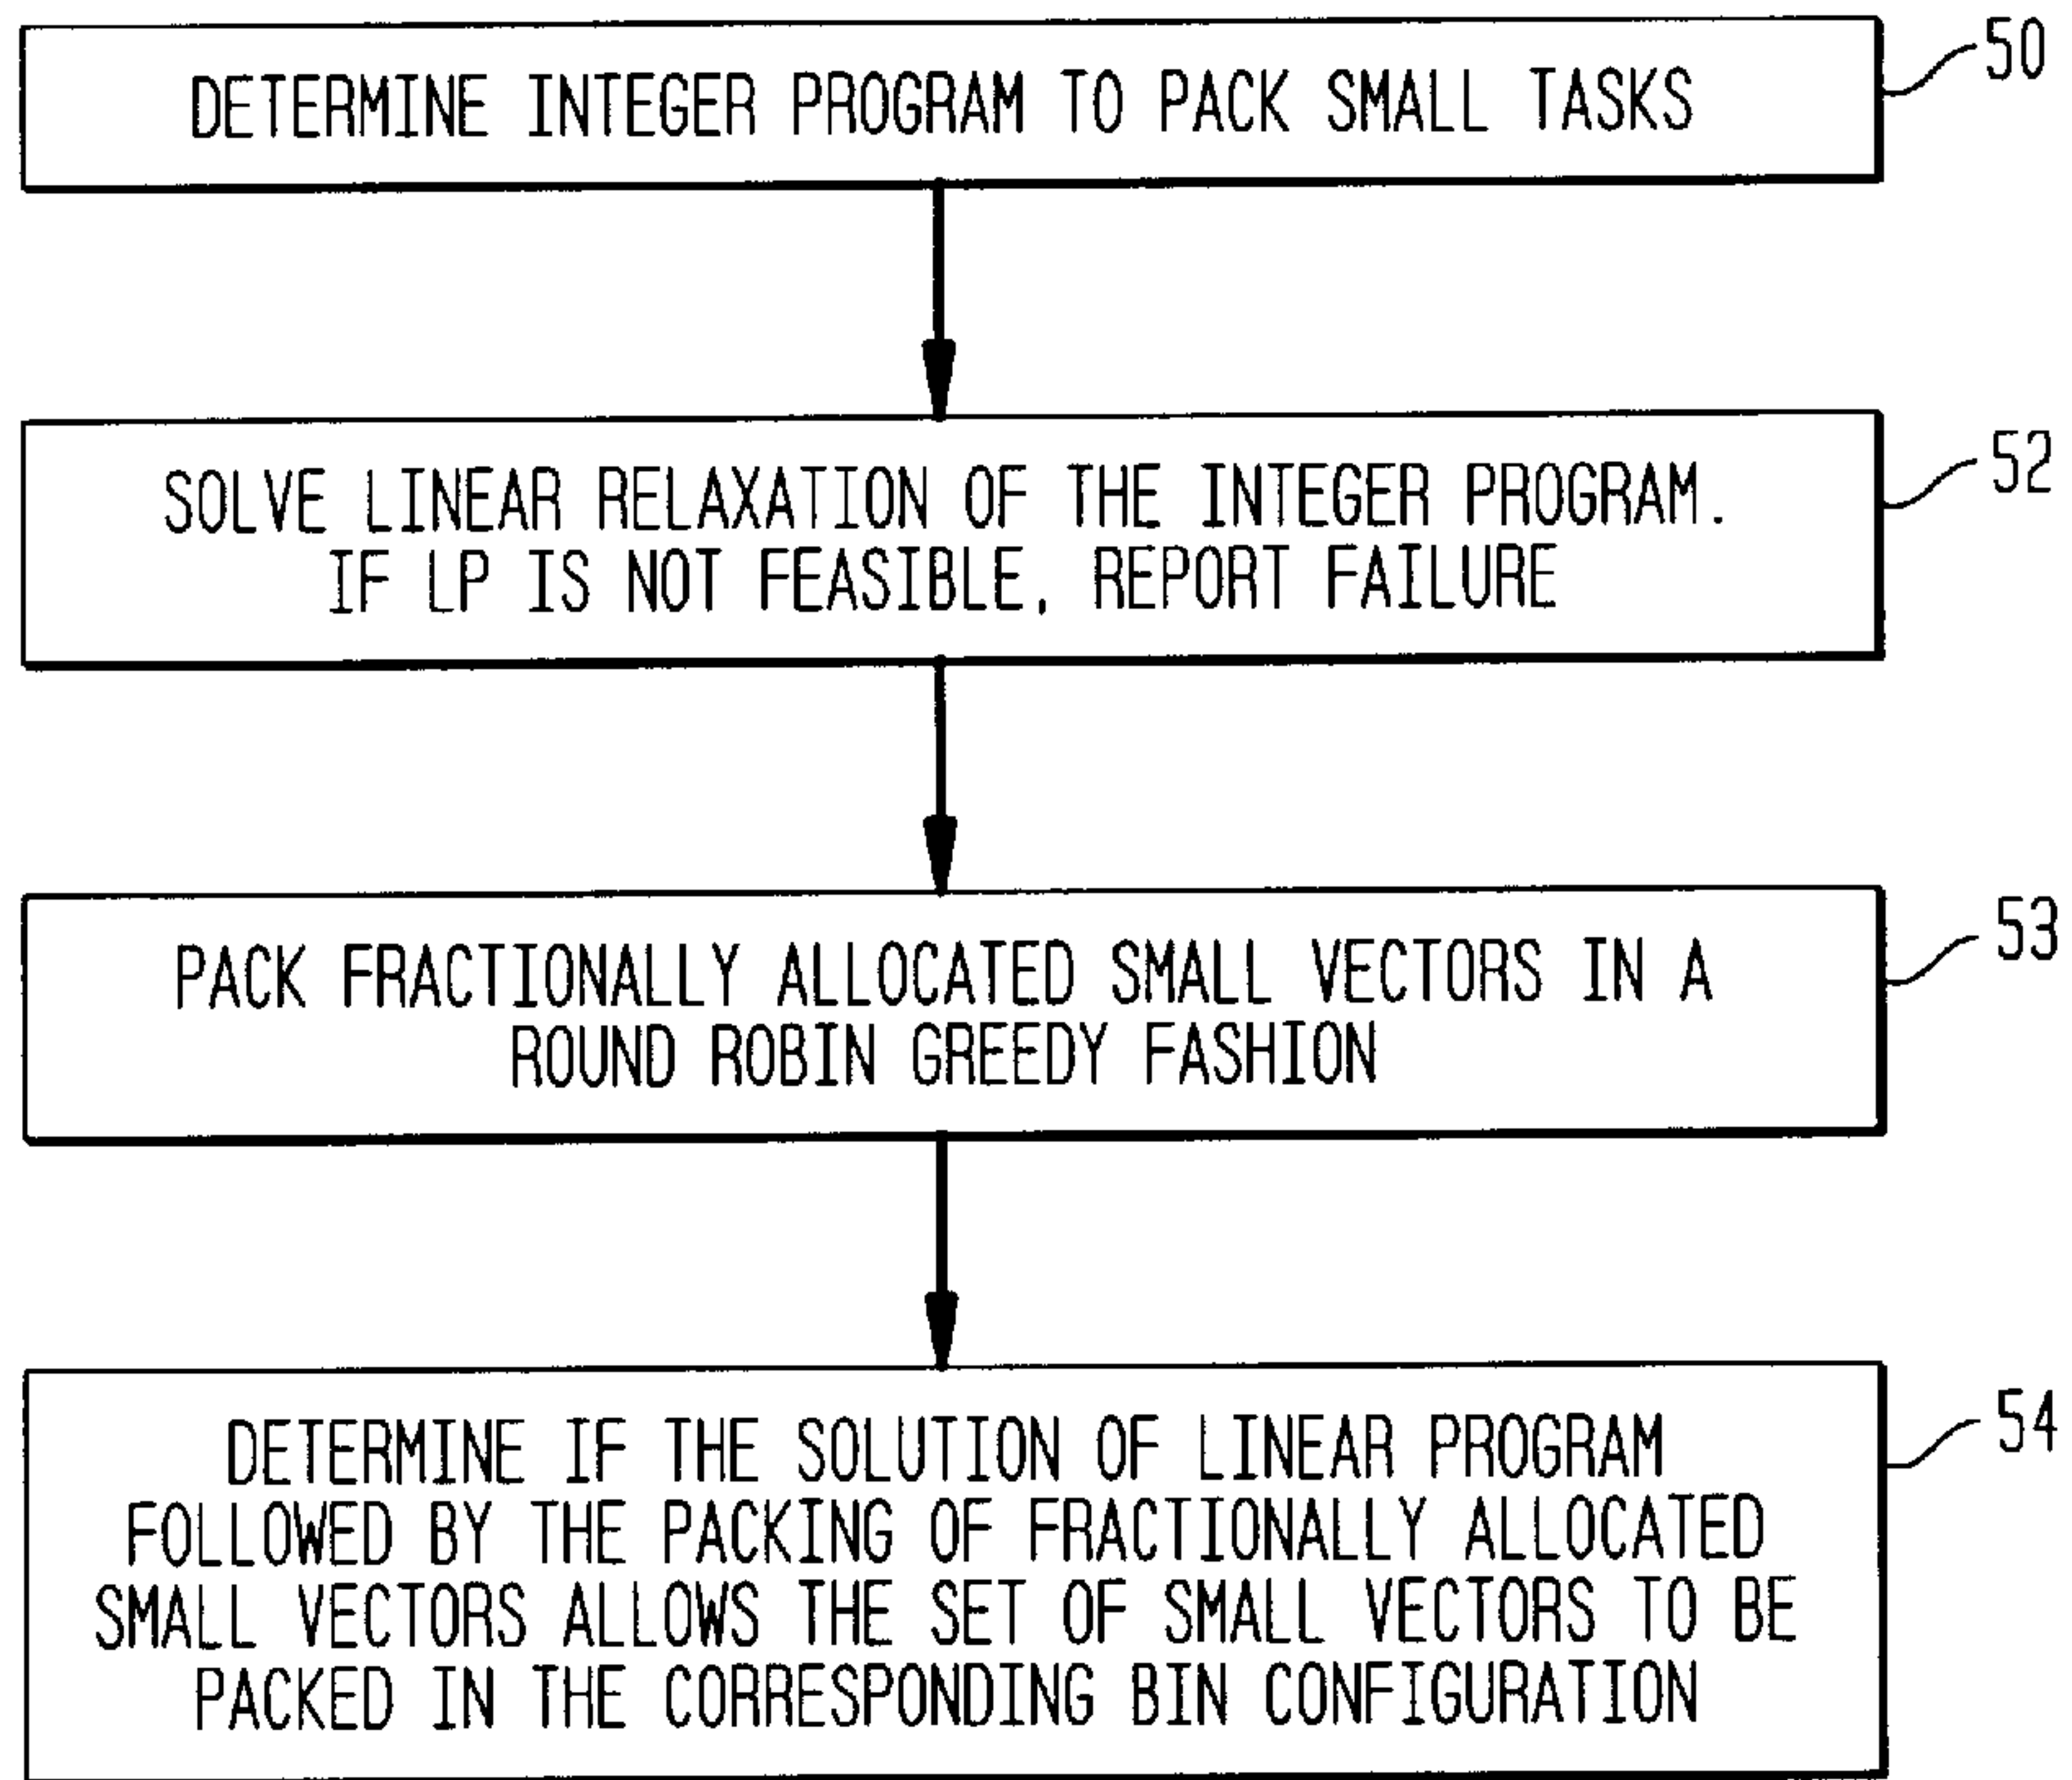 50
DETERMINE INTEGER PROGRAM TO PACK SMALL TASKS
52
SOLVE LINEAR RELAXATION OF THE INTEGER PROGRAM.
IF LP IS NOT FEASIBLE, REPORT FAILURE
53
PACK FRACTIONALLY ALLOCATED SMALL VECTORS IN A
ROUND ROBIN GREEDY FASHION
54
DETERMINE IF THE SOLUTION OF LINEAR PROGRAM
FOLLOWED BY THE PACKING OF FRACTIONALLY ALLOCATED
SMALL VECTORS ALLOWS THE SET OF SMALL VECTORS TO BE
PACKED IN THE CORRESPONDING BIN CONFIGURATION